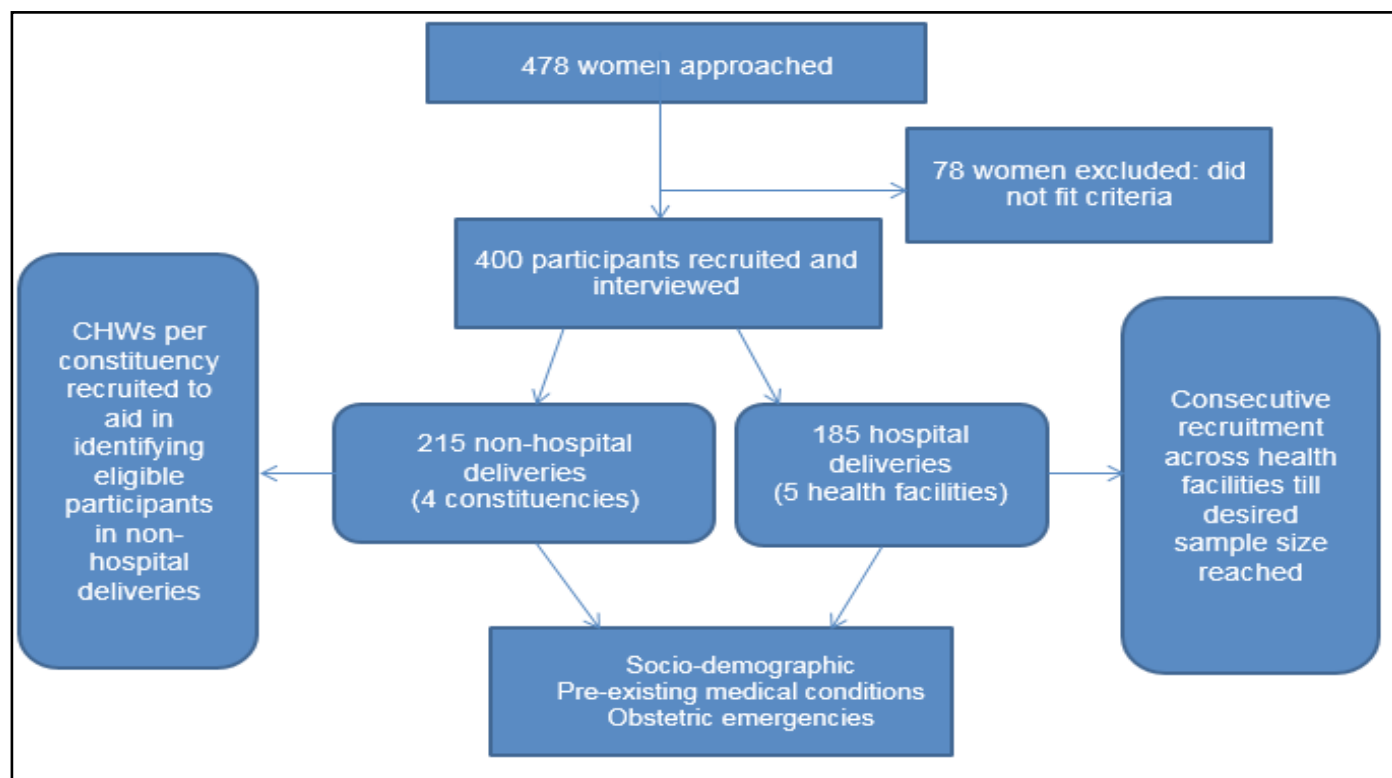 478 women approached
78 women excluded: did
not fit criteria
400 participants recruited and
interviewed
CHWs per
constituency
recruited to
aid in
identifying
eligible
participants
in non-
hospital
deliveries
215 non-hospital
deliveries
(4 constituencies)
185 hospital
deliveries
(5 health facilities)
Consecutive
recruitment
across health
facilities till
desired
sample size
reached
Socio-demographic
Pre-existing medical conditions
Obstetric emergencies